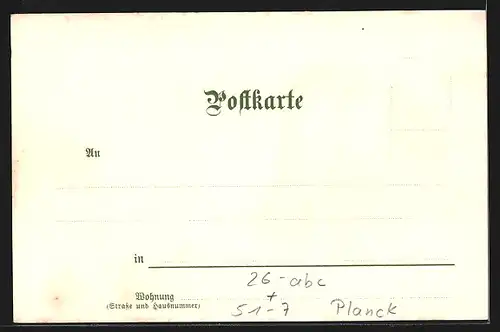 Postkarte
An
in
26-abc
Wohnung +
(Straße und Hausnummer) 51-7 Planck